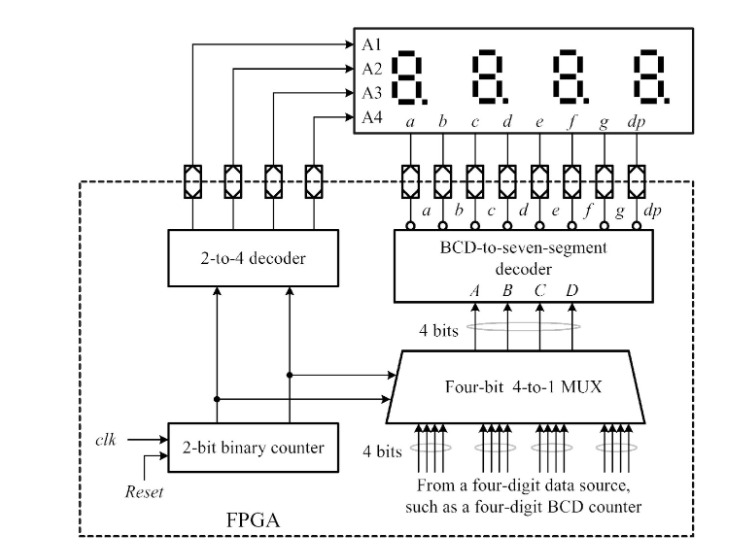 A1
A2
A3
A4
a b c d e f g dp
a b c d e f g dp
2-to-4 decoder
BCD-to-seven-segment
decoder
A B C D
4 bits
Four-bit 4-to-1 MUX
clk
2-bit binary counter
4 bits
Reset
From a four-digit data source,
such as a four-digit BCD counter
FPGA